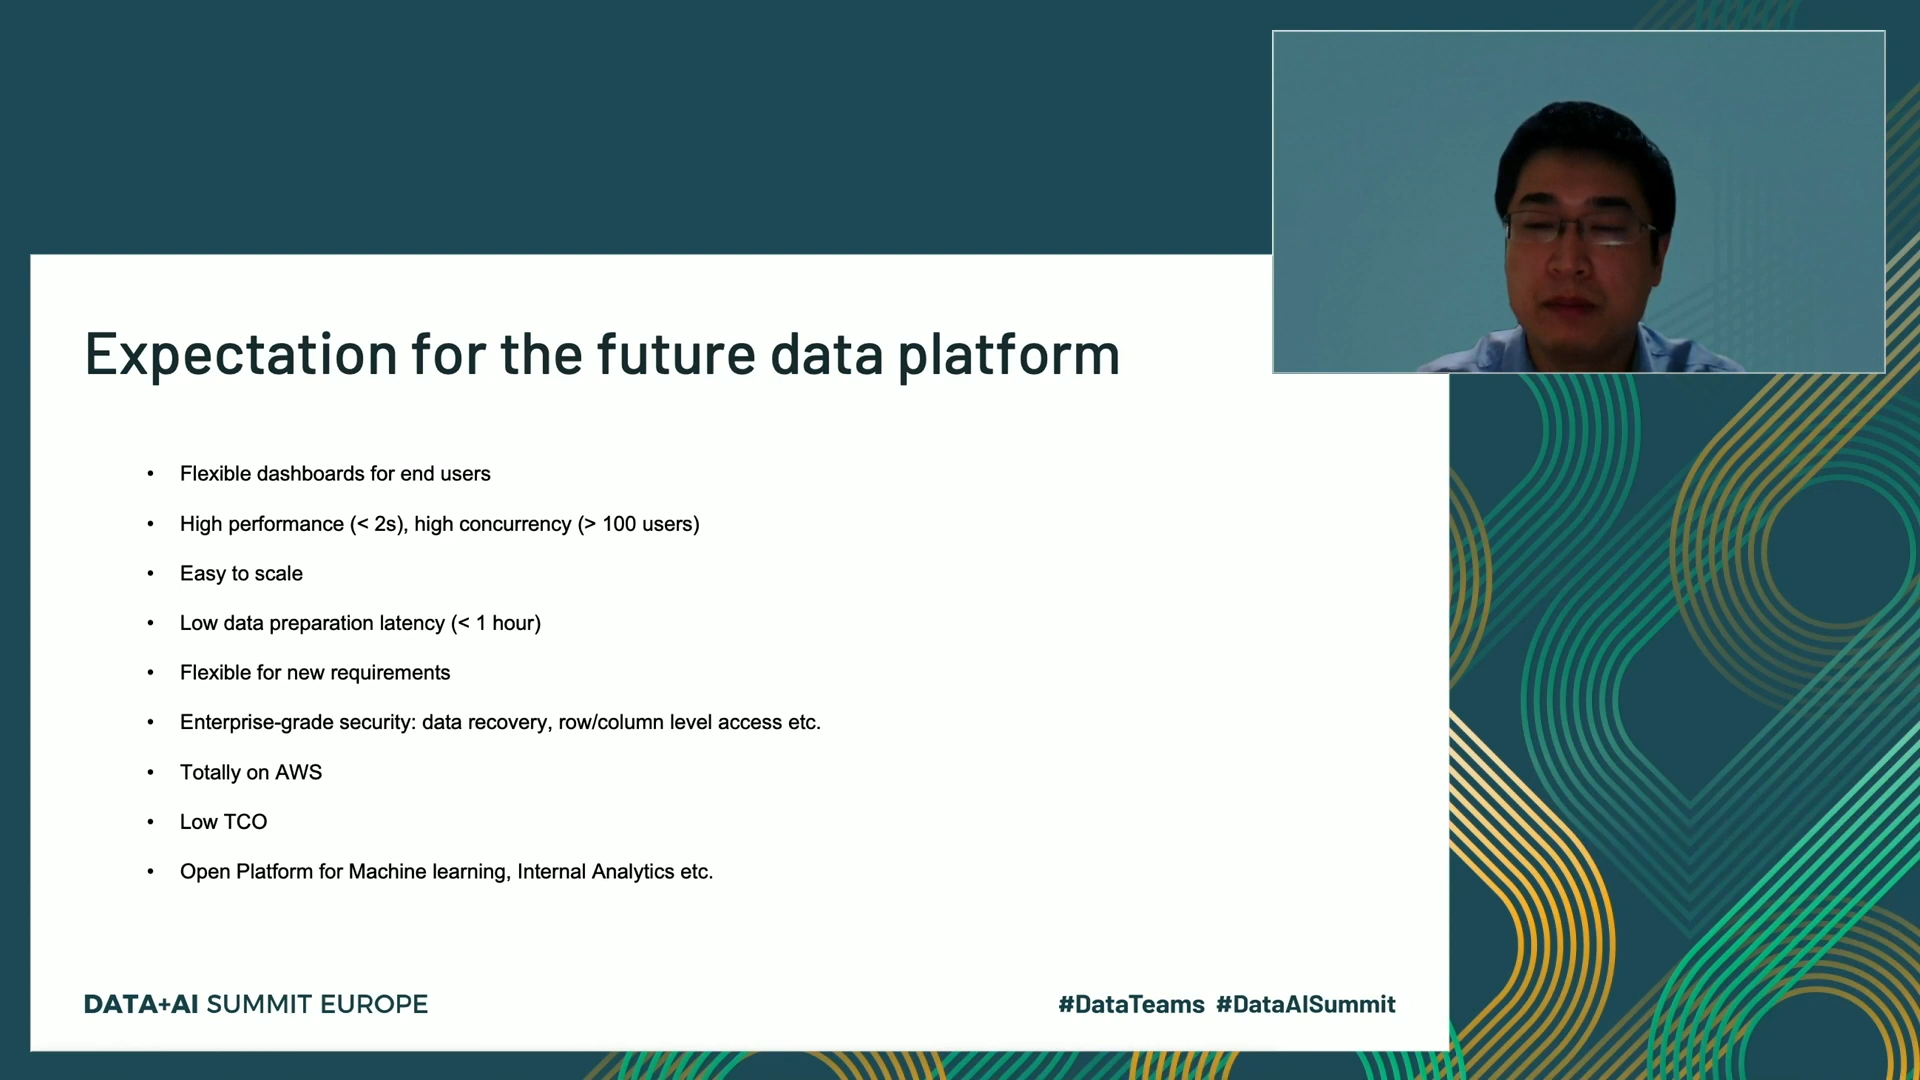 Expectation for the future data platform
• Flexible dashboards for end users
• High performance (< 2s), high concurrency (> 100 users)
• Easy to scale
• Low data preparation latency (< 1 hour)
• Flexible for new requirements
• Enterprise-grade security: data recovery, row/column level access etc.
• Totally on AWS
• Low TCO
• Open Platform for Machine learning, Internal Analytics etc.
DATA+AI SUMMIT EUROPE
#DataTeams #DataAISummit